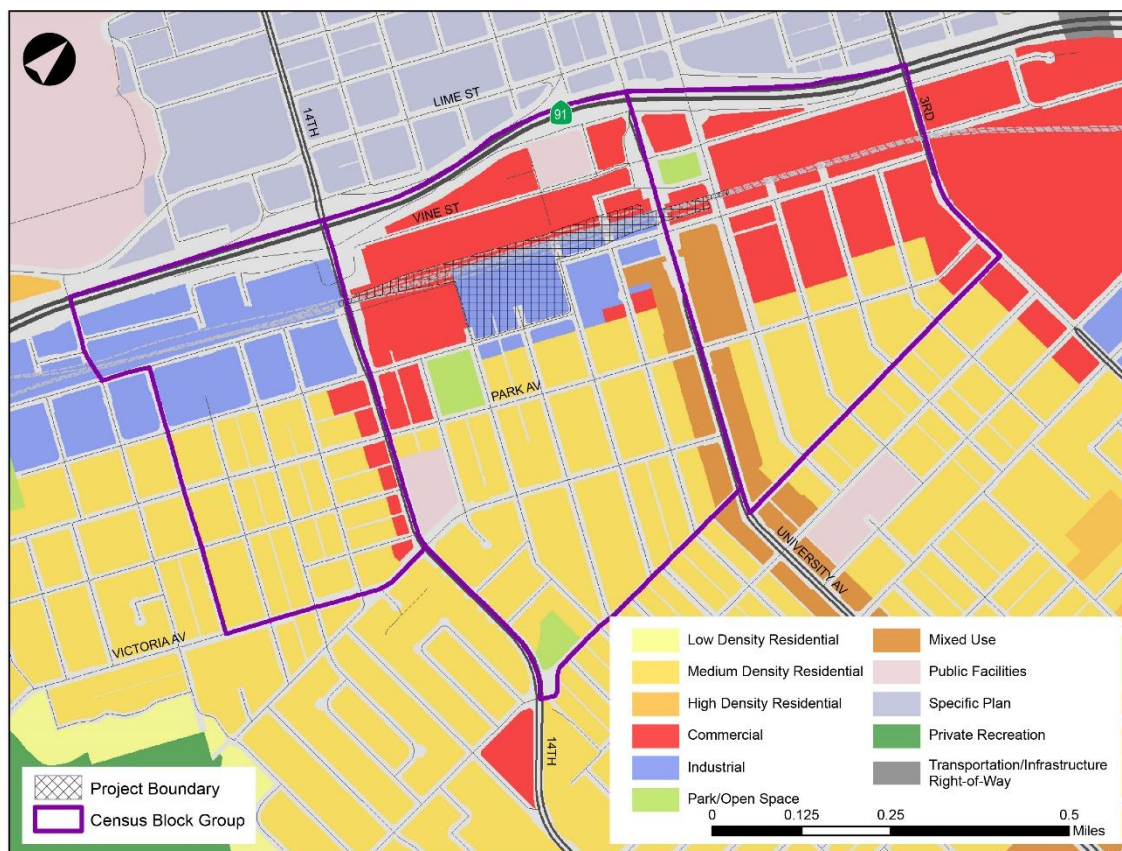 LIME ST
14TH
91
3RD
VINE ST
PARK AV
UNIVERSITY AV
VICTORIA AV
14TH
Project Boundary
Census Block Group
Low Density Residential
Medium Density Residential
High Density Residential
Commercial
Industrial
Park/Open Space
Mixed Use
Public Facilities
Specific Plan
Private Recreation
Transportation/Infrastructure
Right-of-Way
0 0.125 0.25 0.5
Miles